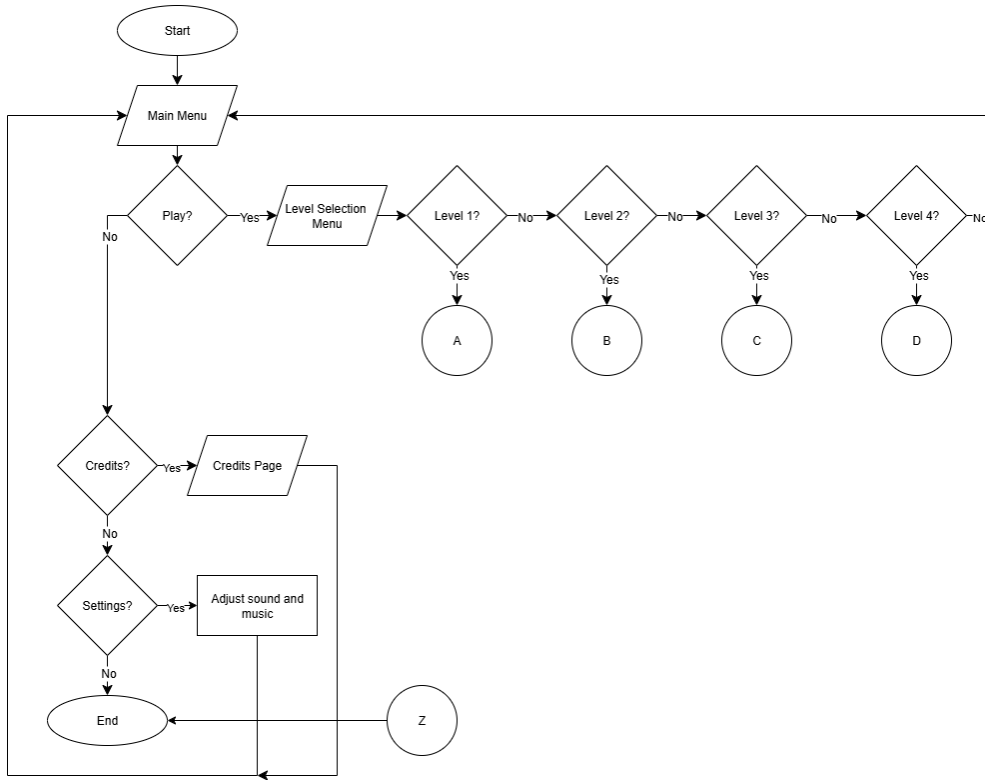 Start
Main Menu
Play?
Yes
Level Selection
Menu
Level 1?
No
Level 2?
No
Level 3?
No
Level 4?
No
No
Yes
Yes
Yes
Yes
A
B
C
D
Credits?
Yes
Credits Page
No
Settings?
Yes
Adjust sound and
music
No
End
Z